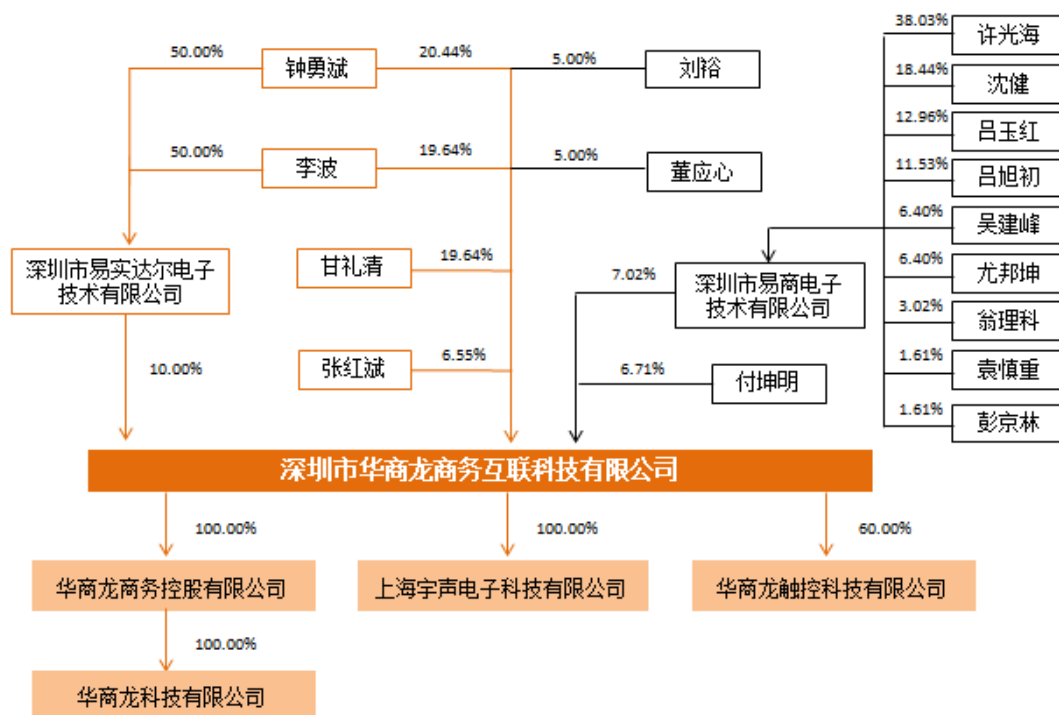 38.03%
许光海
50.00%
钟勇斌
20.44%
5.00%
刘裕
18.44%
沈健
12.96%
吕玉红
50.00%
李波
19.64%
5.00%
董应心
11.53%
吕旭初
6.40%
吴建峰
深圳市易实达尔电子
技术有限公司
甘礼清
19.64%
7.02%
深圳市易商电子
技术有限公司
6.40%
尤邦坤
3.02%
翁理科
10.00%
张红斌
6.55%
6.71%
付坤明
1.61%
袁慎重
1.61%
彭京林
深圳市华商龙商务互联科技有限公司
100.00%
100.00%
60.00%
华商龙商务控股有限公司
上海宇声电子科技有限公司
华商龙触控科技有限公司
100.00%
华商龙科技有限公司